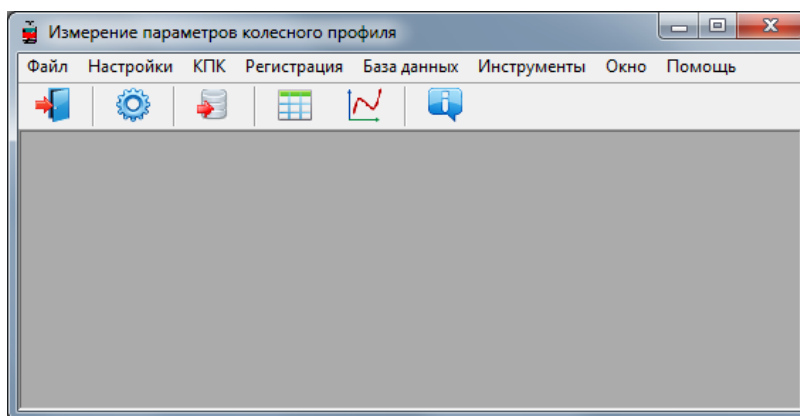 Измерение параметров колесного профиля
Файл Настройки КПК Регистрация База данных Инструменты Окно Помощь